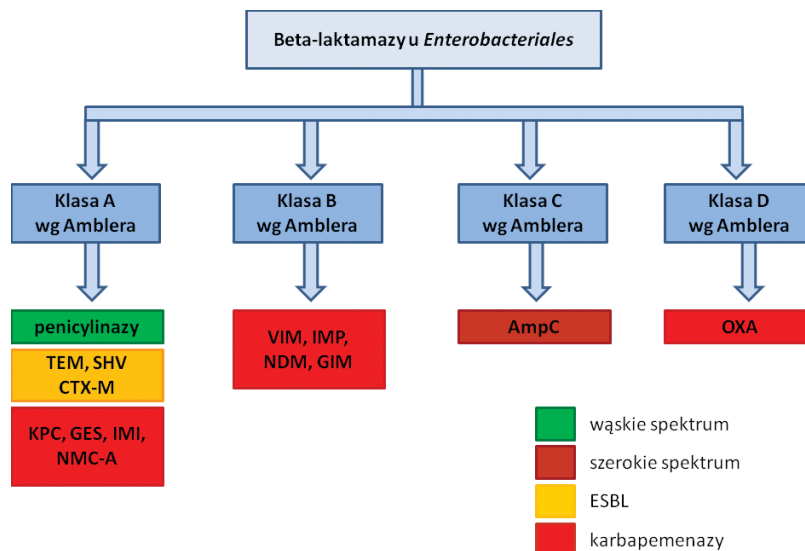 Beta-laktamazy u Enterobacteriales
Klasa A
wg Amblera
Klasa B
wg Amblera
Klasa C
wg Amblera
Klasa D
wg Amblera
penicylinazy
TEM, SHV
CTX-M
KPC, GES, IMI,
NMC-A
VIM, IMP,
NDM, GIM
AmpC
OXA
wąskie spektrum
szerokie spektrum
ESBL
karbapemenazy